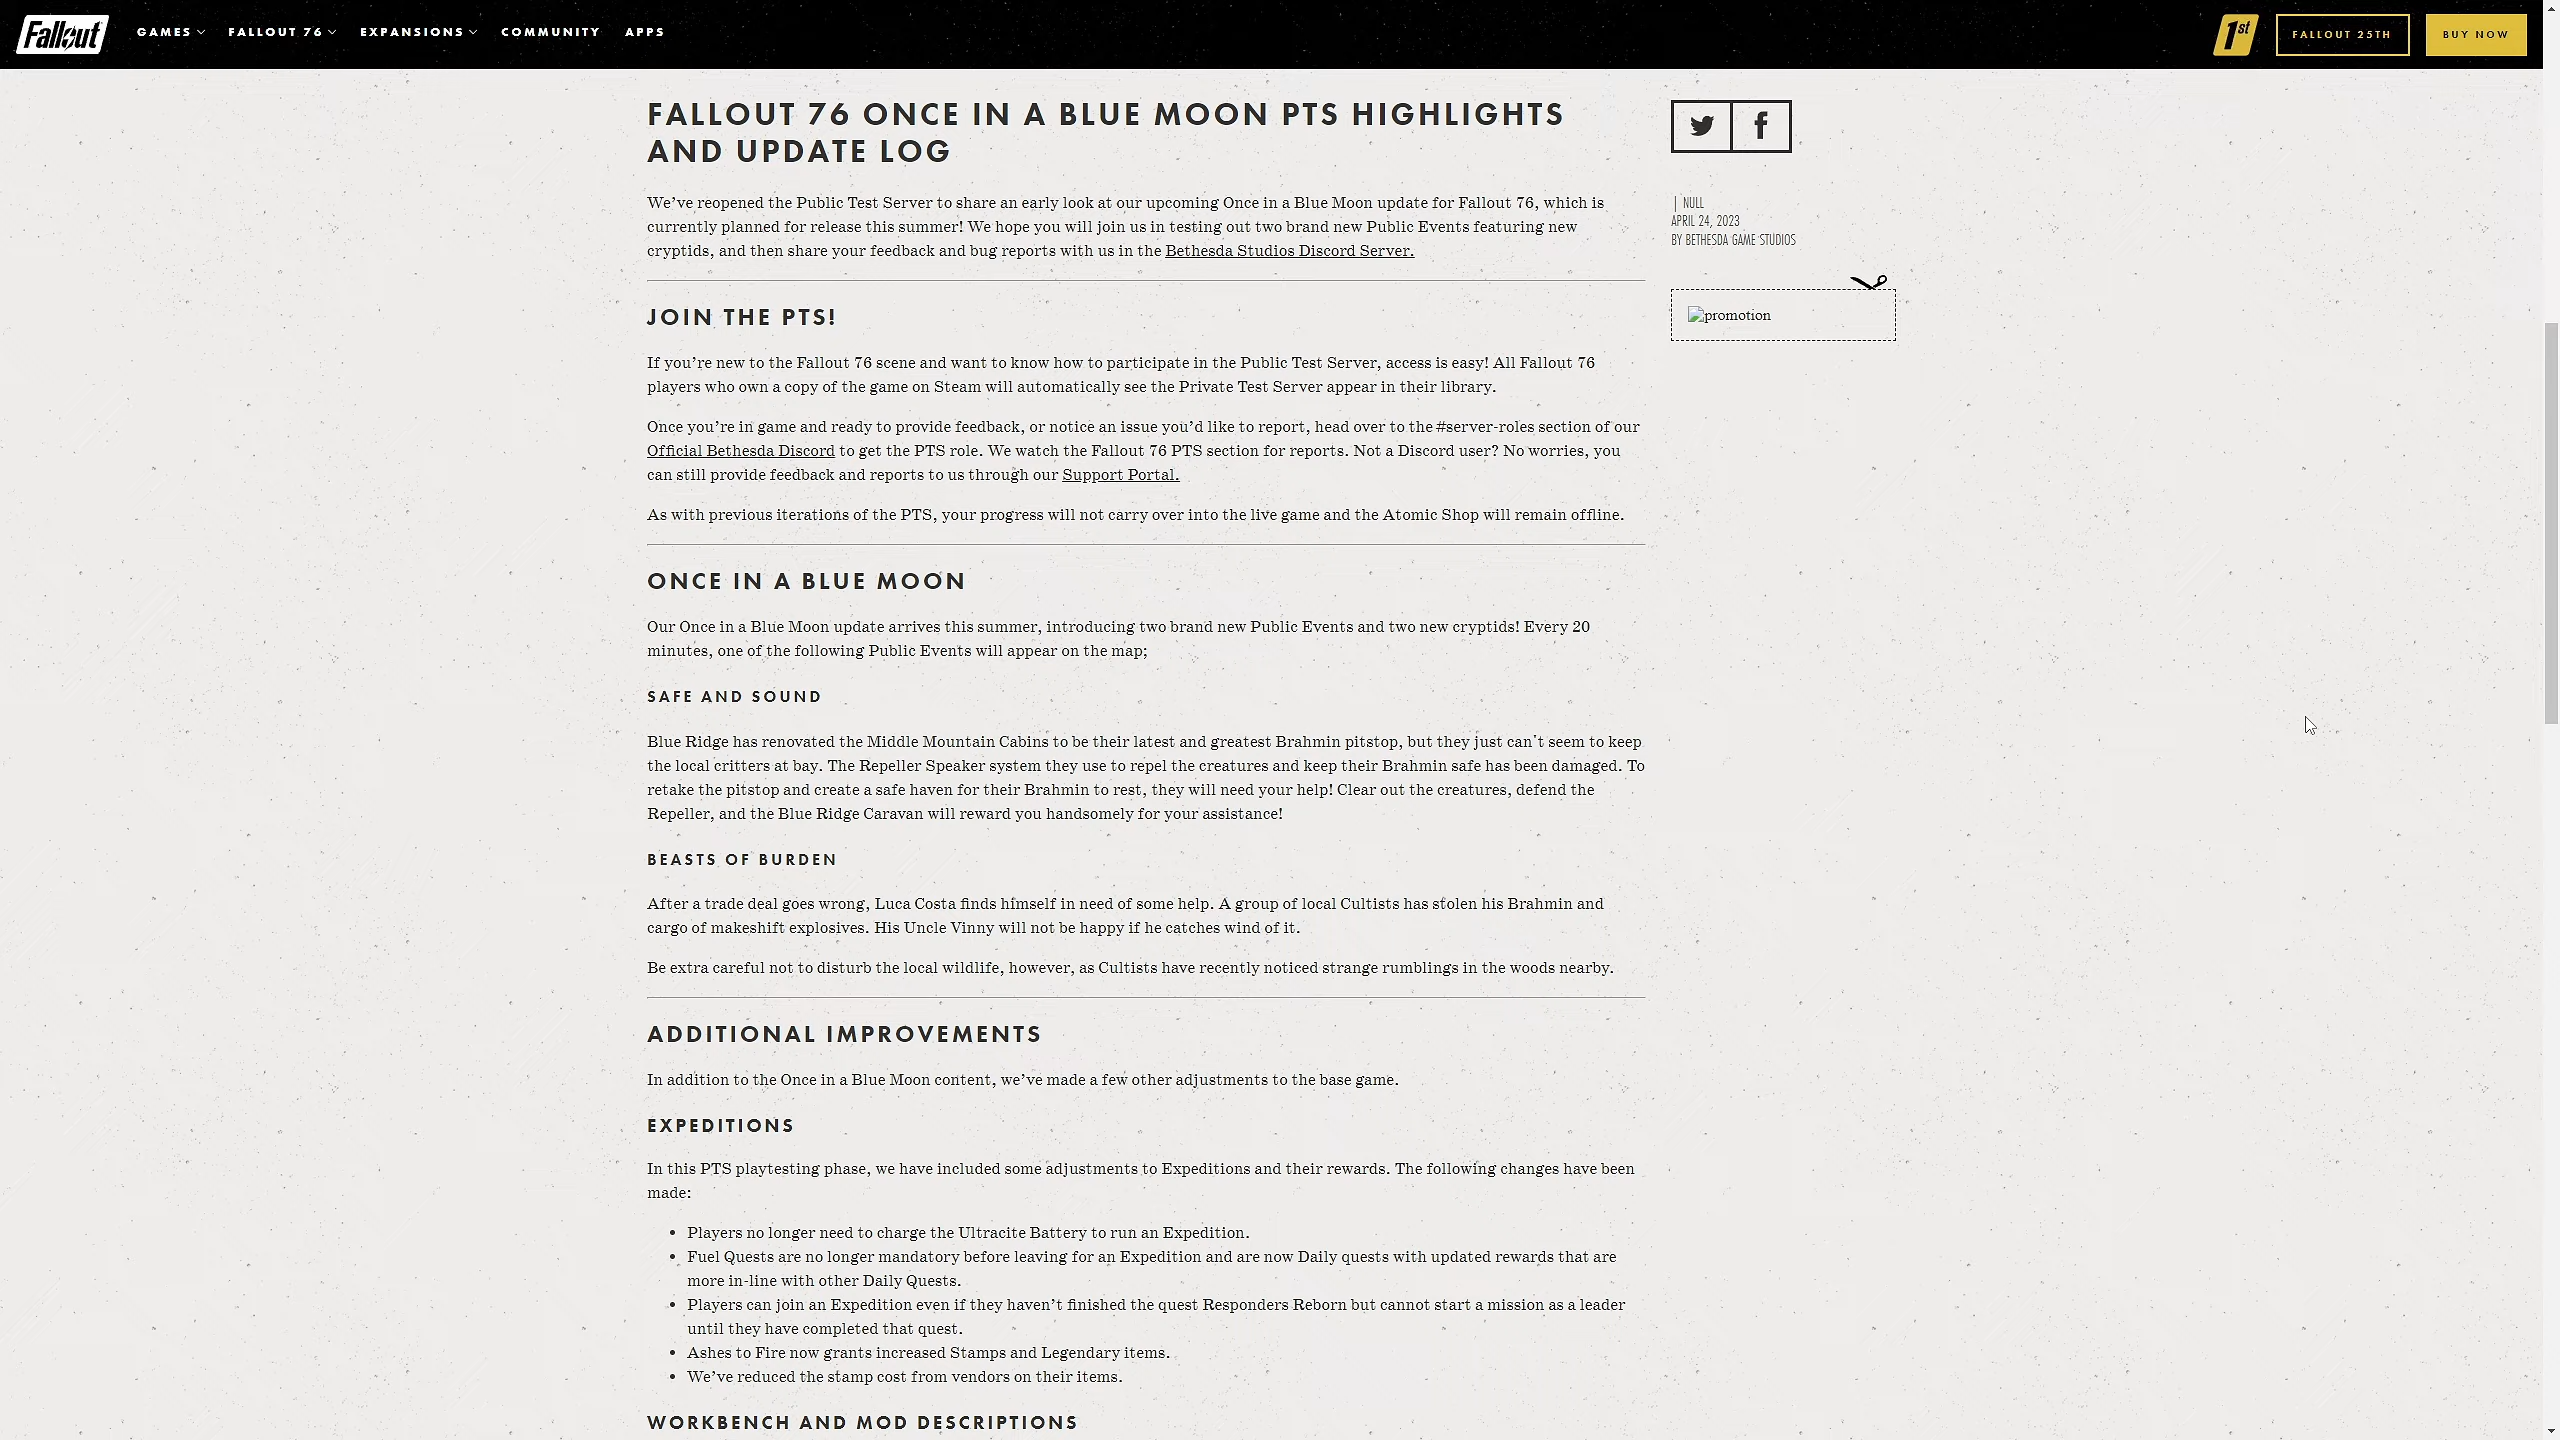 Fallout
GAMES
FALLOUT 76
EXPANSIONS
COMMUNITY
APPS
1st
FALLOUT 25TH
BUY NOW
FALLOUT 76 ONCE IN A BLUE MOON PTS HIGHLIGHTS
AND UPDATE LOG
We’ve reopened the Public Test Server to share an early look at our upcoming Once in a Blue Moon update for Fallout 76, which is
currently planned for release this summer! We hope you will join us in testing out two brand new Public Events featuring new
cryptids, and then share your feedback and bug reports with us in the Bethesda Studios Discord Server.
| NULL
APRIL 24, 2023
BY BETHESDA GAME STUDIOS
promotion
JOIN THE PTS!
If you’re new to the Fallout 76 scene and want to know how to participate in the Public Test Server, access is easy! All Fallout 76
players who own a copy of the game on Steam will automatically see the Private Test Server appear in their library.
Once you’re in game and ready to provide feedback, or notice an issue you’d like to report, head over to the #server-roles section of our
Official Bethesda Discord to get the PTS role. We watch the Fallout 76 PTS section for reports. Not a Discord user? No worries, you
can still provide feedback and reports to us through our Support Portal.
As with previous iterations of the PTS, your progress will not carry over into the live game and the Atomic Shop will remain offline.
ONCE IN A BLUE MOON
Our Once in a Blue Moon update arrives this summer, introducing two brand new Public Events and two new cryptids! Every 20
minutes, one of the following Public Events will appear on the map;
SAFE AND SOUND
Blue Ridge has renovated the Middle Mountain Cabins to be their latest and greatest Brahmin pitstop, but they just can't seem to keep
the local critters at bay. The Repeller Speaker system they use to repel the creatures and keep their Brahmin safe has been damaged. To
retake the pitstop and create a safe haven for their Brahmin to rest, they will need your help! Clear out the creatures, defend the
Repeller, and the Blue Ridge Caravan will reward you handsomely for your assistance!
BEASTS OF BURDEN
After a trade deal goes wrong, Luca Costa finds himself in need of some help. A group of local Cultists has stolen his Brahmin and
cargo of makeshift explosives. His Uncle Vinny will not be happy if he catches wind of it.
Be extra careful not to disturb the local wildlife, however, as Cultists have recently noticed strange rumblings in the woods nearby.
ADDITIONAL IMPROVEMENTS
In addition to the Once in a Blue Moon content, we’ve made a few other adjustments to the base game.
EXPEDITIONS
In this PTS playtesting phase, we have included some adjustments to Expeditions and their rewards. The following changes have been
made:
• Players no longer need to charge the Ultracite Battery to run an Expedition.
• Fuel Quests are no longer mandatory before leaving for an Expedition and are now Daily quests with updated rewards that are
more in-line with other Daily Quests.
• Players can join an Expedition even if they haven’t finished the quest Responders Reborn but cannot start a mission as a leader
until they have completed that quest.
• Ashes to Fire now grants increased Stamps and Legendary items.
• We’ve reduced the stamp cost from vendors on their items.
WORKBENCH AND MOD DESCRIPTIONS